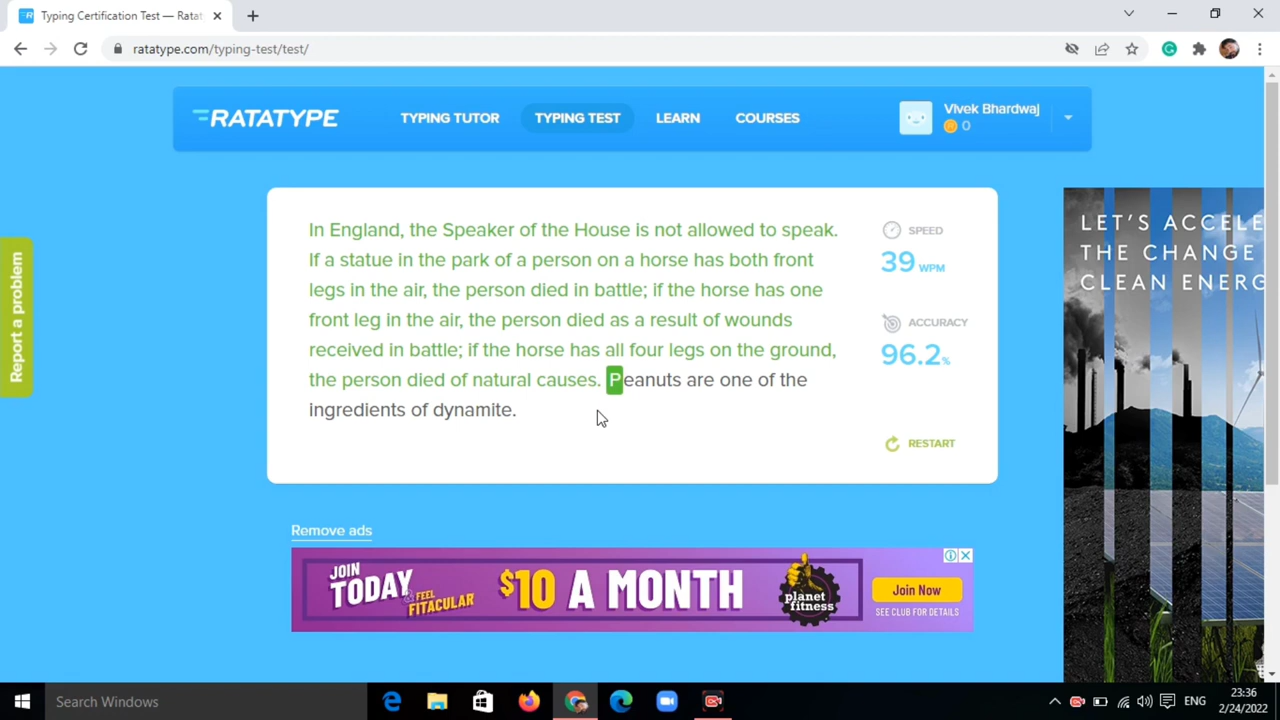 Typing Certification Test — Ratat
ratatype.com/typing-test/test/
RATATYPE
TYPING TUTOR
TYPING TEST
LEARN
COURSES
Vivek Bhardwaj
0
Report a problem
In England, the Speaker of the House is not allowed to speak.
If a statue in the park of a person on a horse has both front
legs in the air, the person died in battle; if the horse has one
front leg in the air, the person died as a result of wounds
received in battle; if the horse has all four legs on the ground,
the person died of natural causes. Peanuts are one of the
ingredients of dynamite.
SPEED
39 WPM
ACCURACY
96.2%
RESTART
LET'S ACCELE
THE CHANGE
CLEAN ENERG
Remove ads
JOIN
TODAY
& FEEL
FITACULAR
$10 A MONTH
planet
fitness
Join Now
SEE CLUB FOR DETAILS
Search Windows
ENG
23:36
2/24/2022